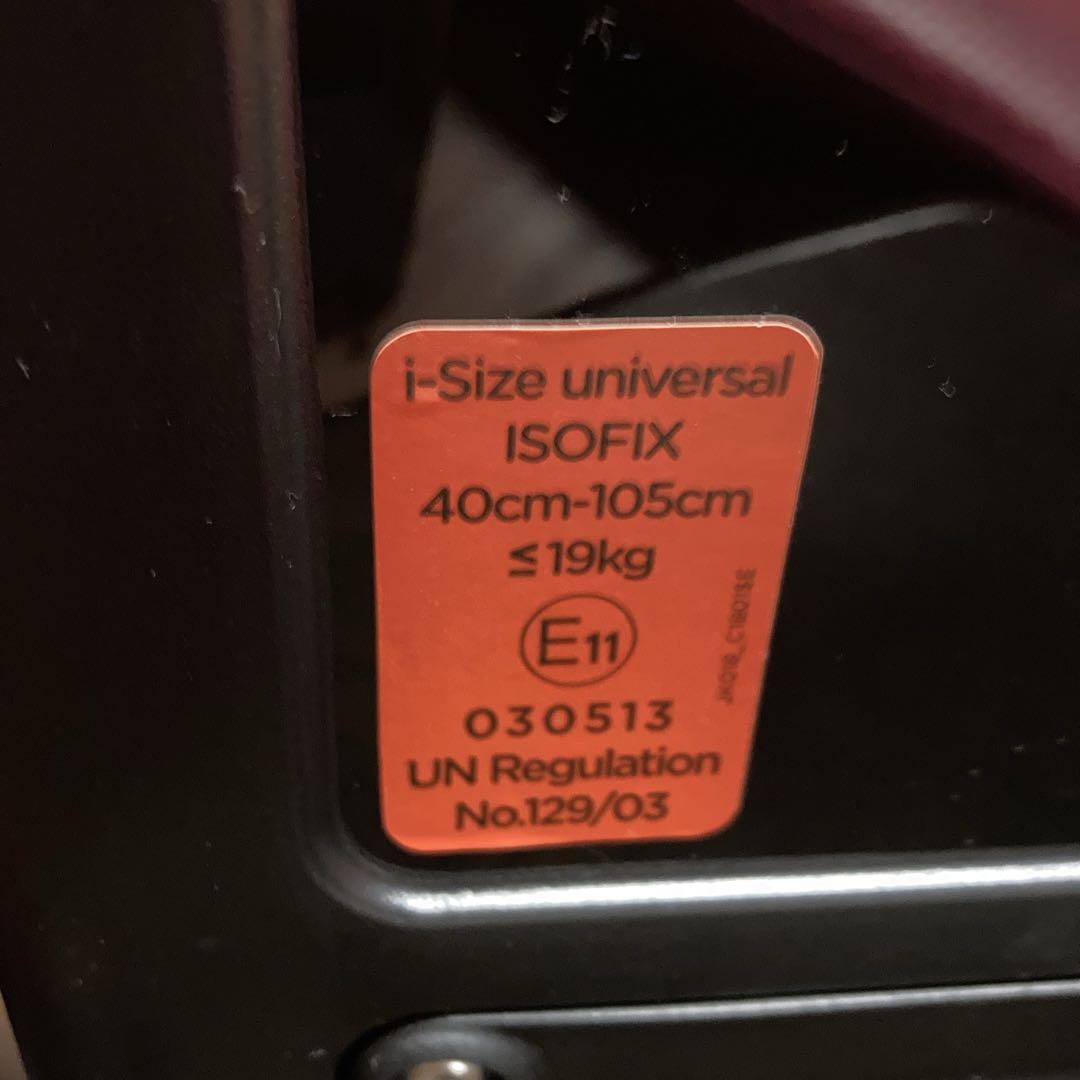 i-Size universal
ISOFIX
40cm-105cm
≤19kg
E11
030513
UN Regulation
No.129/03